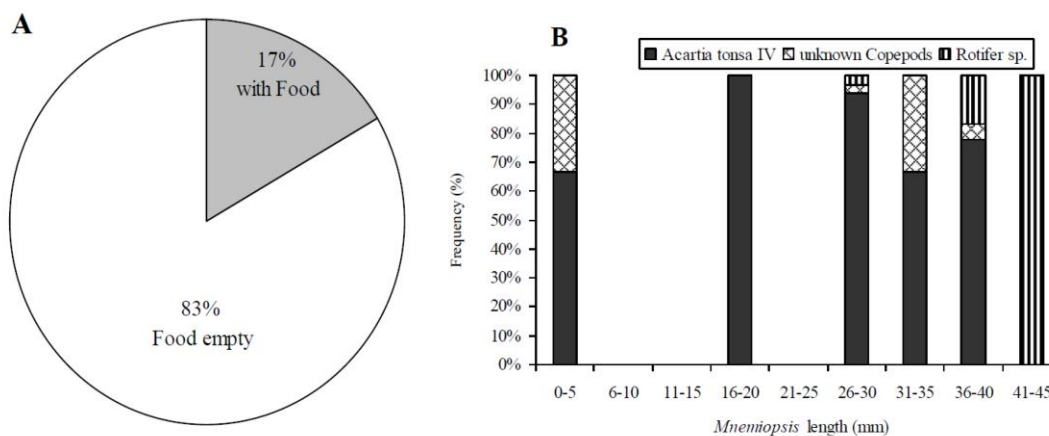 A
17%
with Food
83%
Food empty
B
Acartia tonsa IV unknown Copepods Rotifer sp.
100%
90%
80%
70%
60%
50%
40%
30%
20%
10%
0%
Frequency (%)
0-5 6-10 11-15 16-20 21-25 26-30 31-35 36-40 41-45
Mnemiopsis length (mm)